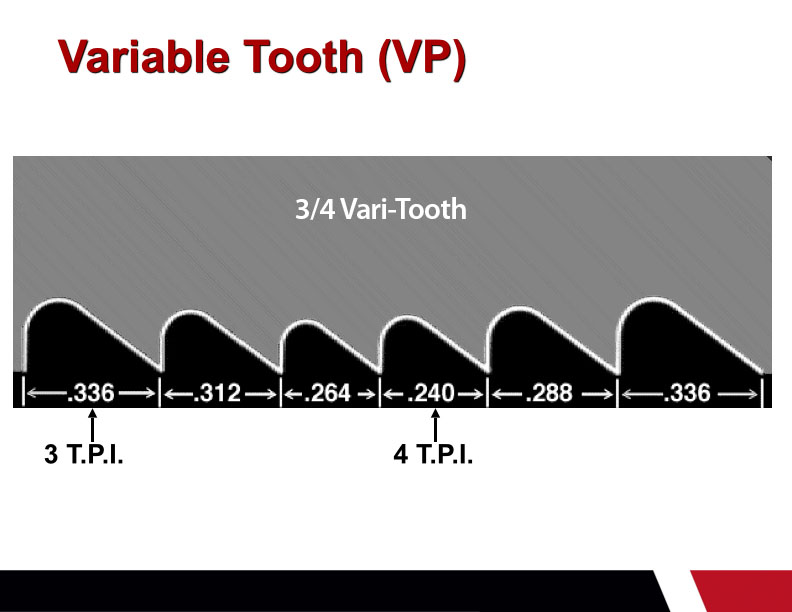 Variable Tooth (VP)
3/4 Vari-Tooth
.336 .312 .264 .240 .288 .336
3 T.P.I. 4 T.P.I.